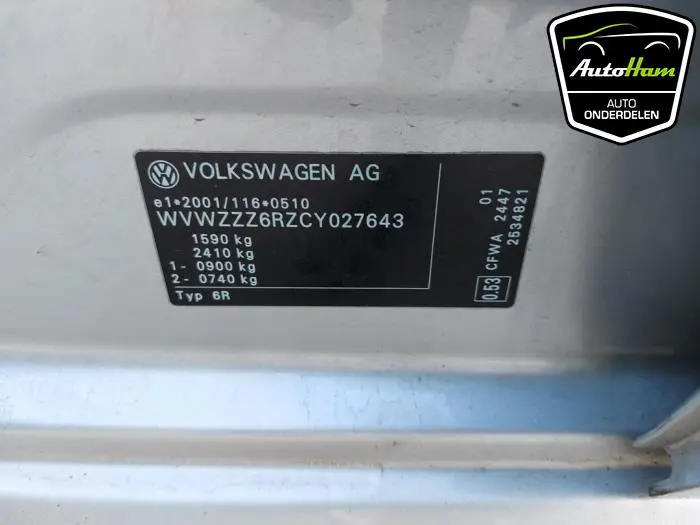 AutoHam
AUTO
ONDERDELEN
VOLKSWAGEN AG
e1*2001/116*0510
WVWZZZ6RZCY027643
1590 kg
2410 kg
1- 0900 kg
2- 0740 kg
Typ 6R
0.53 CFWA 2447 01
2534821